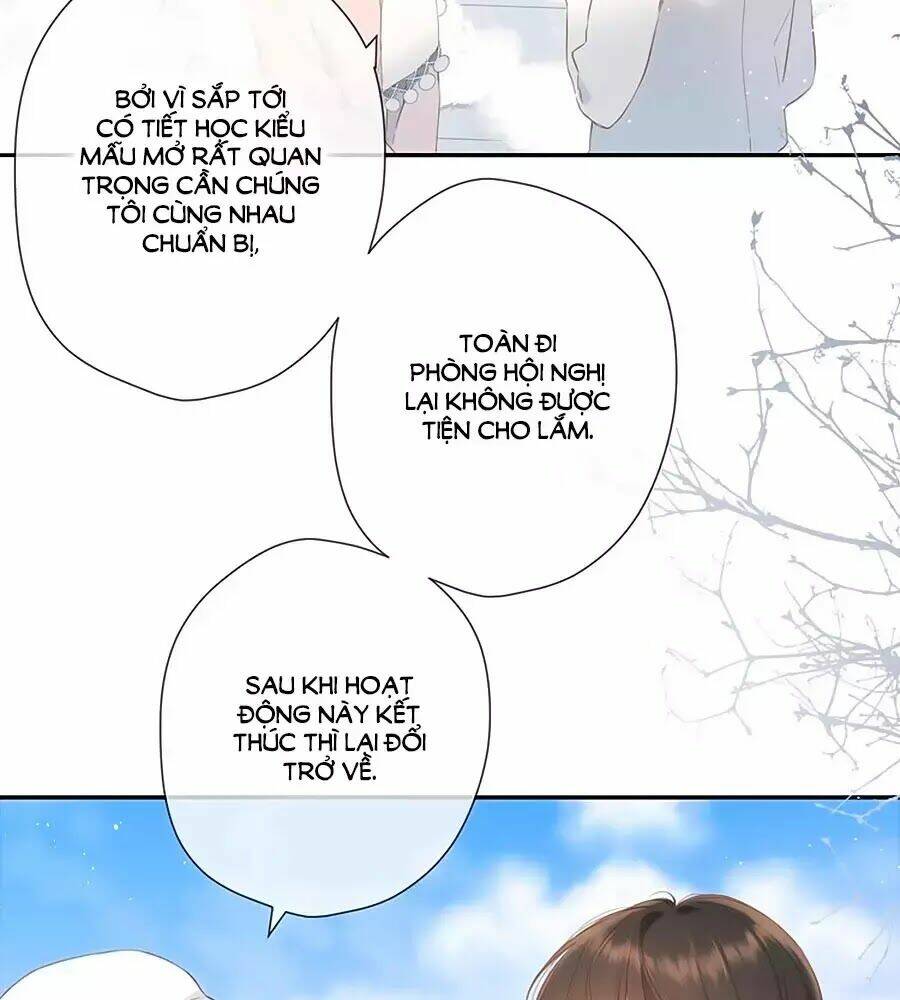 BỞI VÌ SẮP TỚI
CÓ TIẾT HỌC KIỂU
MẪU MỞ RẤT QUAN
TRỌNG CẦN CHÚNG
TÔI CÙNG NHAU
CHUẨN BỊ,
TOÀN ĐI
PHÒNG HỘI NGHỊ
LẠI KHÔNG ĐƯỢC
TIỆN CHO LẮM.
SAU KHI HOẠT
ĐỘNG NÀY KẾT
THÚC THÌ LẠI ĐỔI
TRỞ VỀ.